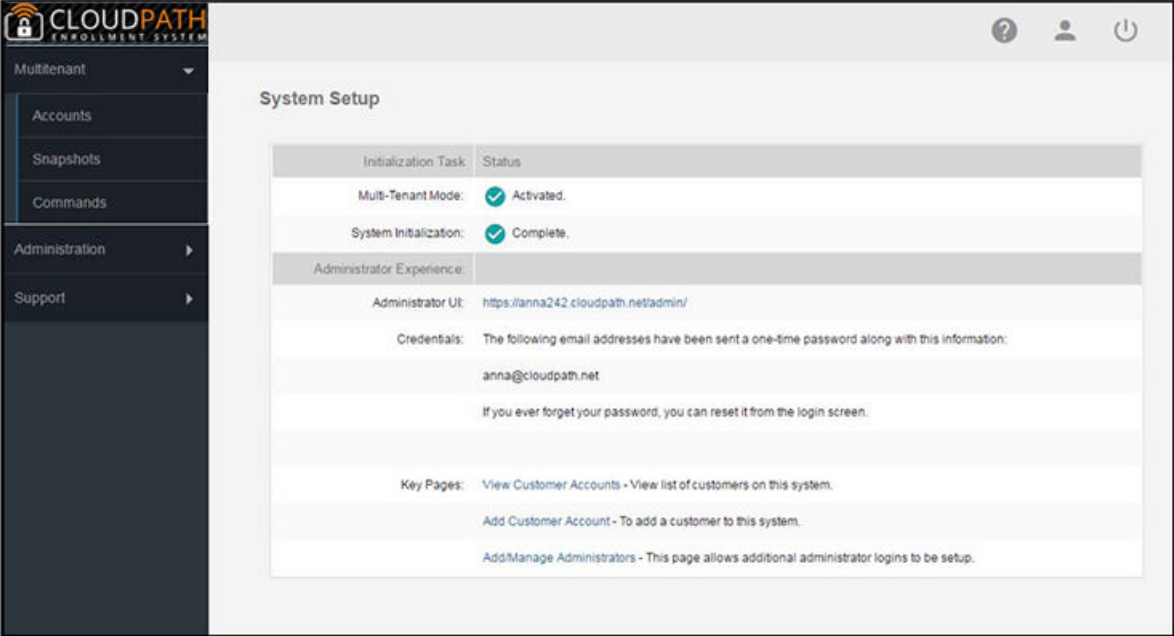 CLOUDPATH
ENROLLMENT SYSTEM
Multitenant
Accounts
Snapshots
Commands
Administration
Support
System Setup
Initialization Task Status
Multi-Tenant Mode: Activated.
System Initialization: Complete.
Administrator Experience:
Administrator UI: https://anna242.cloudpath.net/admin/
Credentials: The following email addresses have been sent a one-time password along with this information:
anna@cloudpath.net
If you ever forget your password, you can reset it from the login screen.
Key Pages: View Customer Accounts - View list of customers on this system.
Add Customer Account - To add a customer to this system.
Add/Manage Administrators - This page allows additional administrator logins to be setup.